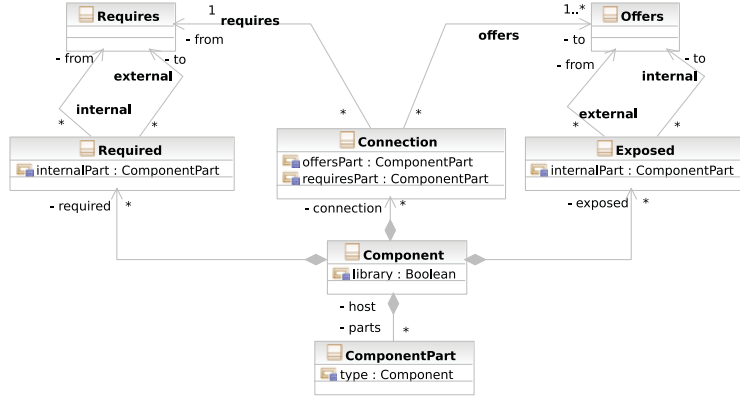 Requires
1
requires
- from
1..*
Offers
- to
offers
- from
- to
external
internal
*
*
- from
- to
internal
external
*
*
*
*
Required
internalPart : ComponentPart
Connection
offersPart : ComponentPart
requiresPart : ComponentPart
Exposed
internalPart : ComponentPart
- required
*
- connection
*
- exposed
*
Component
library : Boolean
- host
- parts
*
ComponentPart
type : Component